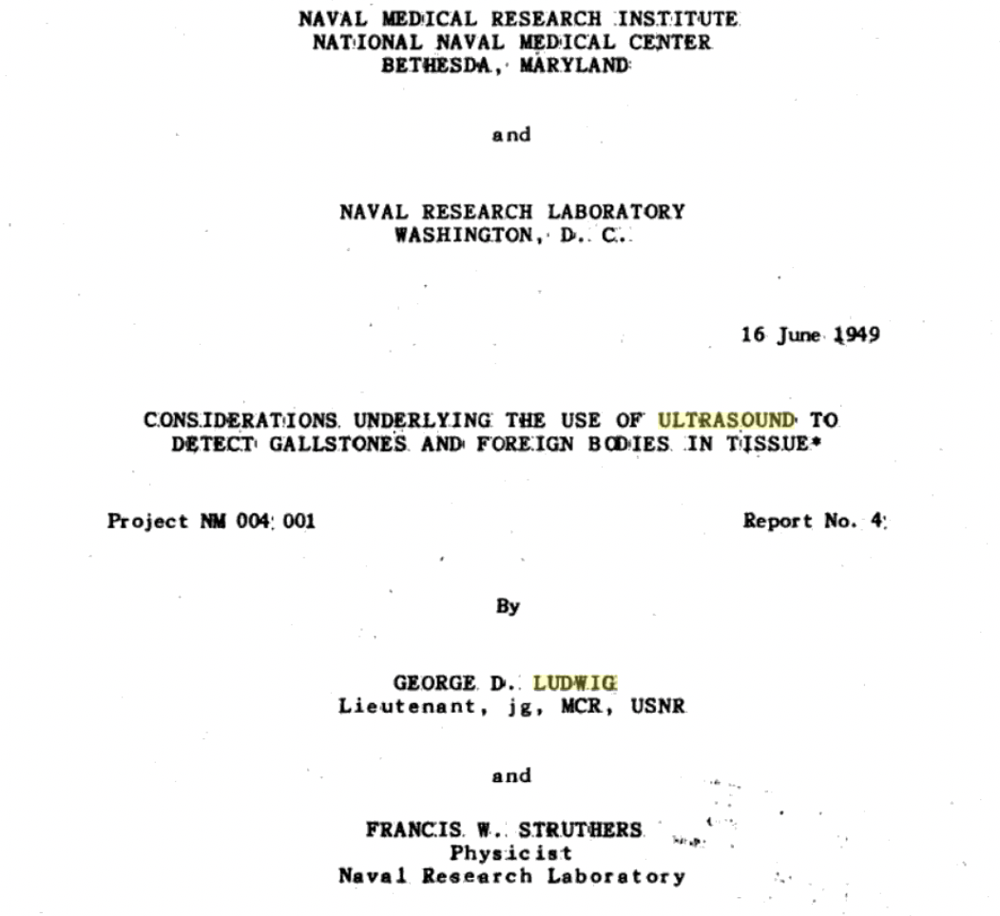 NAVAL MEDICAL RESEARCH INSTITUTE
NATIONAL NAVAL MEDICAL CENTER
BETHESDA, MARYLAND
and
NAVAL RESEARCH LABORATORY
WASHINGTON, D. C.
16 June 1949
CONSIDERATIONS UNDERLYING THE USE OF ULTRASOUND TO
DETECT GALLSTONES AND FOREIGN BODIES IN TISSUE*
Project NM 004 001
Report No. 4
By
GEORGE D. LUDWIG
Lieutenant, jg, MCR, USNR
and
FRANCIS W. STRUTHERS
Physicist
Naval Research Laboratory